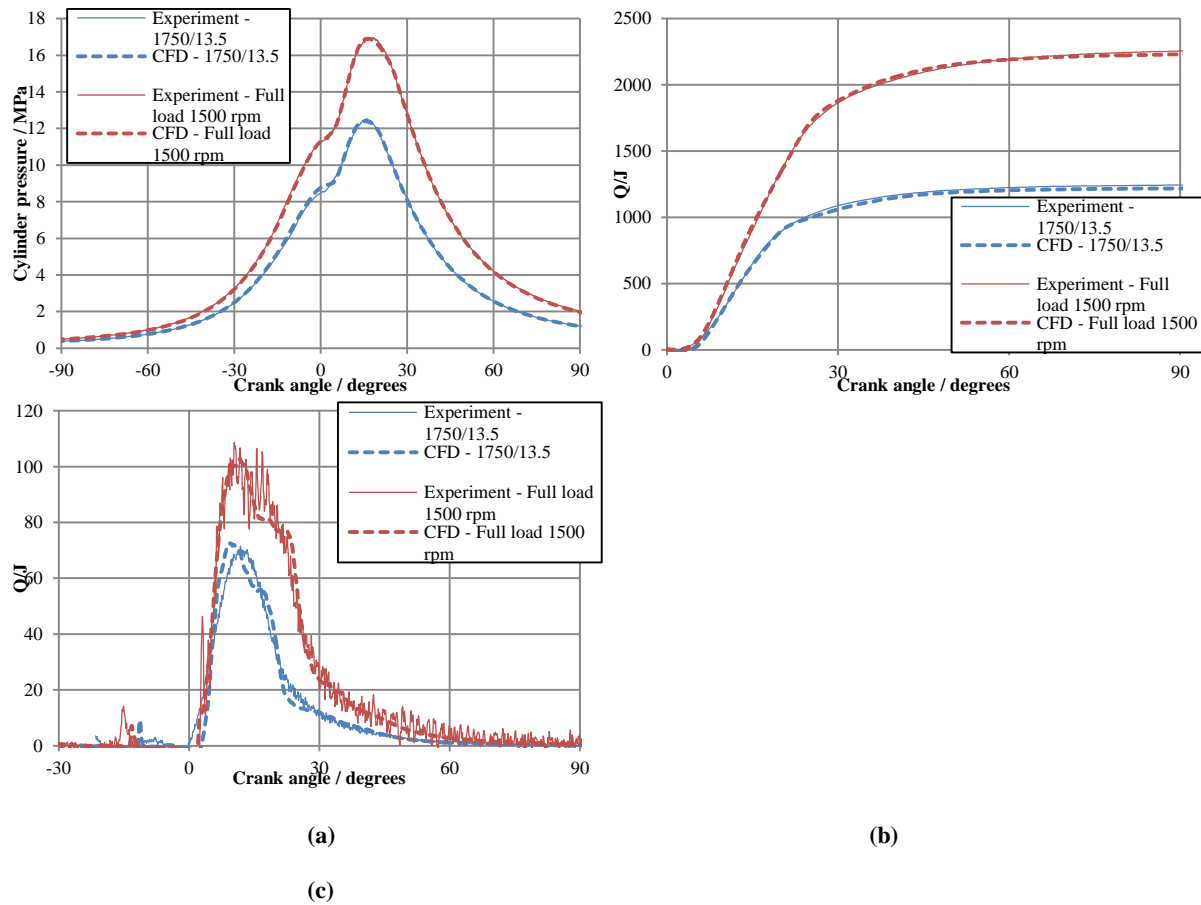 18
16
14
12
10
8
6
4
2
0
Cylinder pressure / MPa
Experiment -
1750/13.5
CFD - 1750/13.5
Experiment - Full
load 1500 rpm
CFD - Full load
1500 rpm
-90
-60
-30
0
30
60
90
Crank angle / degrees
2500
2000
1500
1000
500
0
Q/J
Experiment -
1750/13.5
CFD - 1750/13.5
Experiment - Full
load 1500 rpm
CFD - Full load 1500
rpm
0
30
60
90
Crank angle / degrees
120
100
80
60
40
20
0
Q/J
Experiment -
1750/13.5
CFD - 1750/13.5
Experiment - Full load
1500 rpm
CFD - Full load 1500
rpm
-30
0
30
60
90
Crank angle / degrees
(a)
(b)
(c)